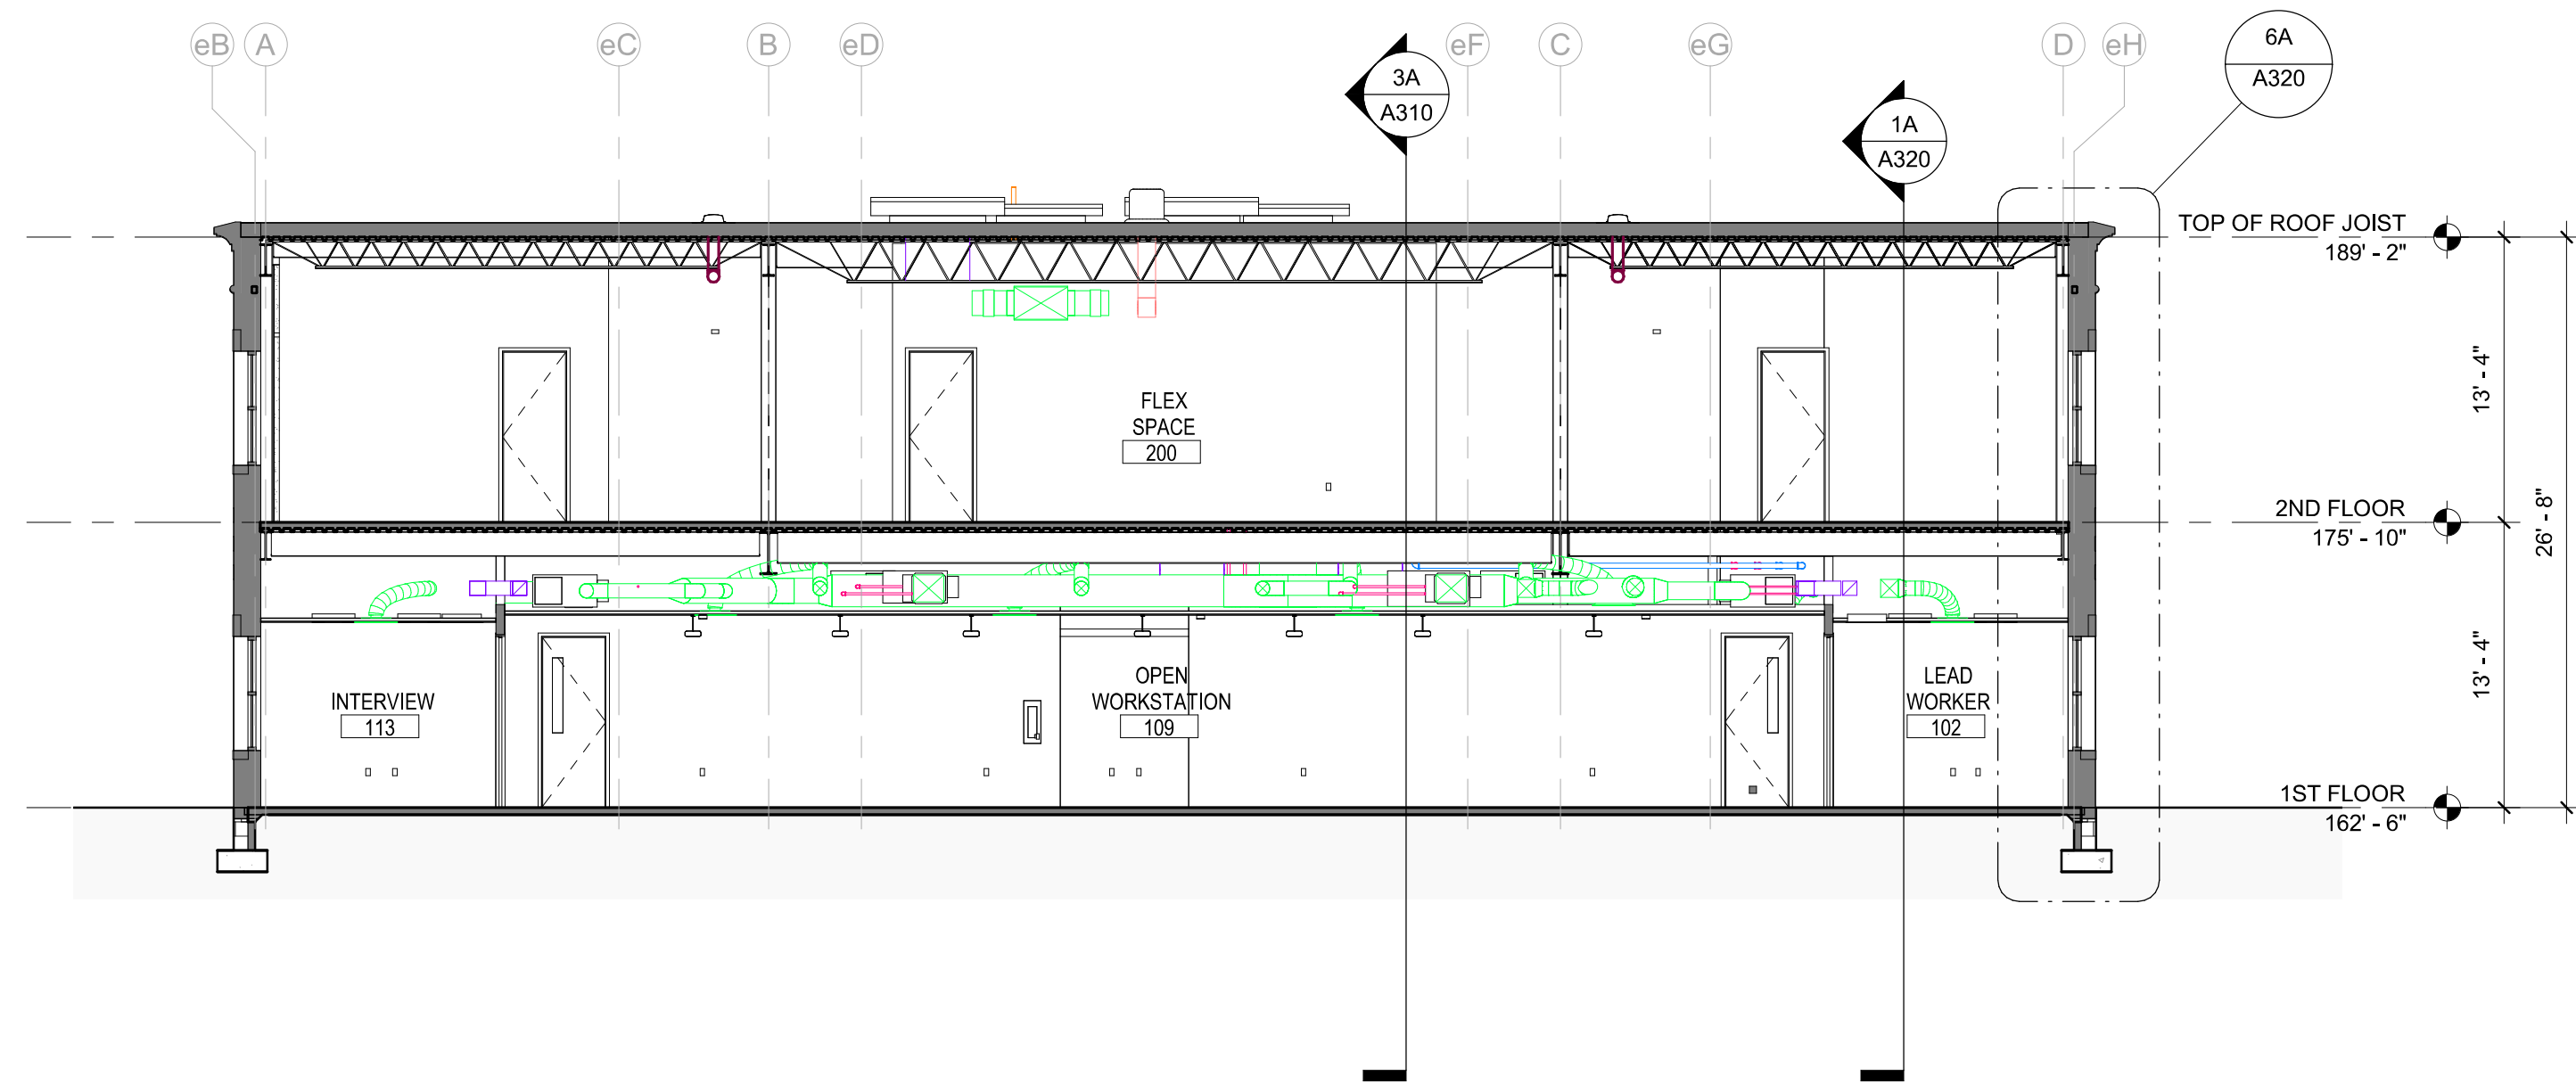 eB
A
eC
B
eD
eF
C
eG
D
eH
3A
A310
1A
A320
6A
A320
TOP OF ROOF JOIST
189' - 2"
13' - 4"
FLEX
SPACE
200
2ND FLOOR
175' - 10"
26' - 8"
13' - 4"
INTERVIEW
113
OPEN
WORKSTATION
109
LEAD
WORKER
102
1ST FLOOR
162' - 6"